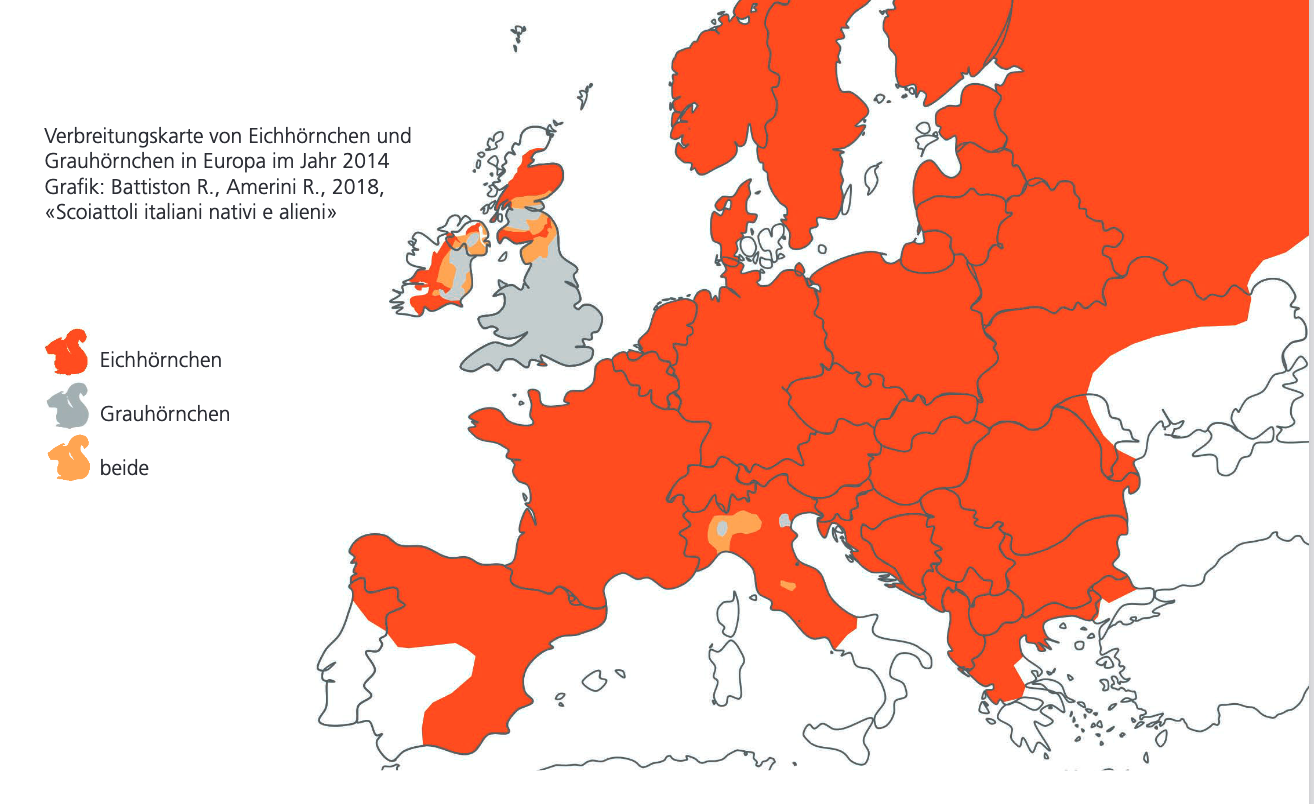 Verbreitungskarte von Eichhörnchen und
Grauhörnchen in Europa im Jahr 2014
Grafik: Battiston R., Amerini R., 2018,
«Scoiattoli italiani nativi e alieni»
Eichhörnchen
Grauhörnchen
beide